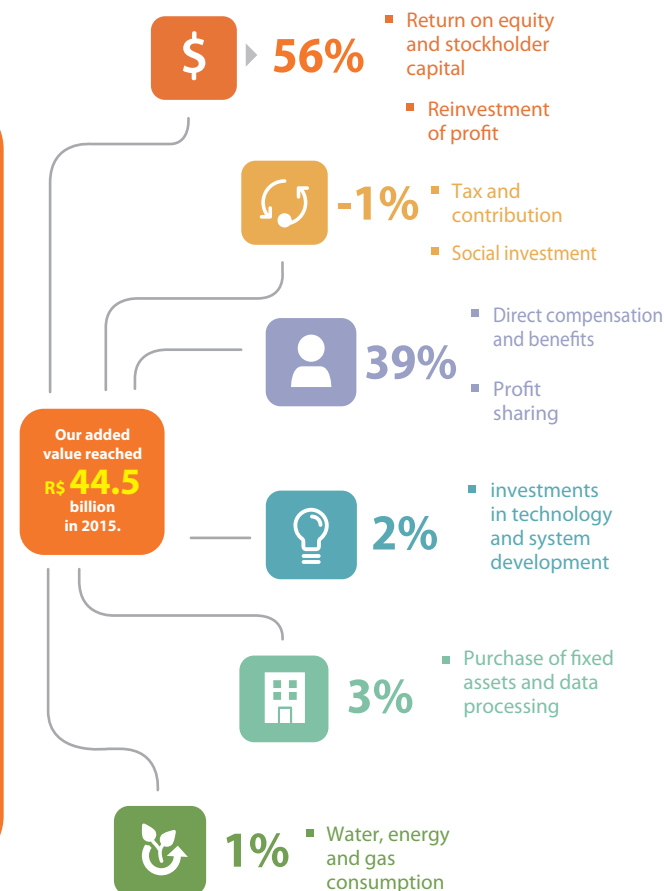 $
56%
Return on equity
and stockholder
capital
Reinvestment
of profit
-1%
Tax and
contribution
Social investment
39%
Direct compensation
and benefits
Profit
sharing
Our added
value reached
R$ 44.5
billion
in 2015.
2%
investments
in technology
and system
development
3%
Purchase of fixed
assets and data
processing
1%
Water, energy
and gas
consumption